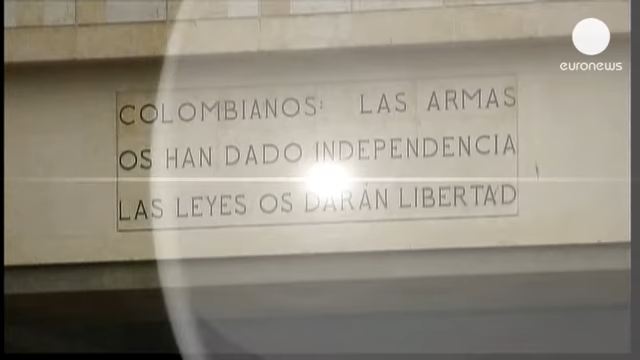 euronews
COLOMBIANOS: LAS ARMAS
OS HAN DADO INDEPENDENCIA
LAS LEYES OS DARÁN LIBERTAD